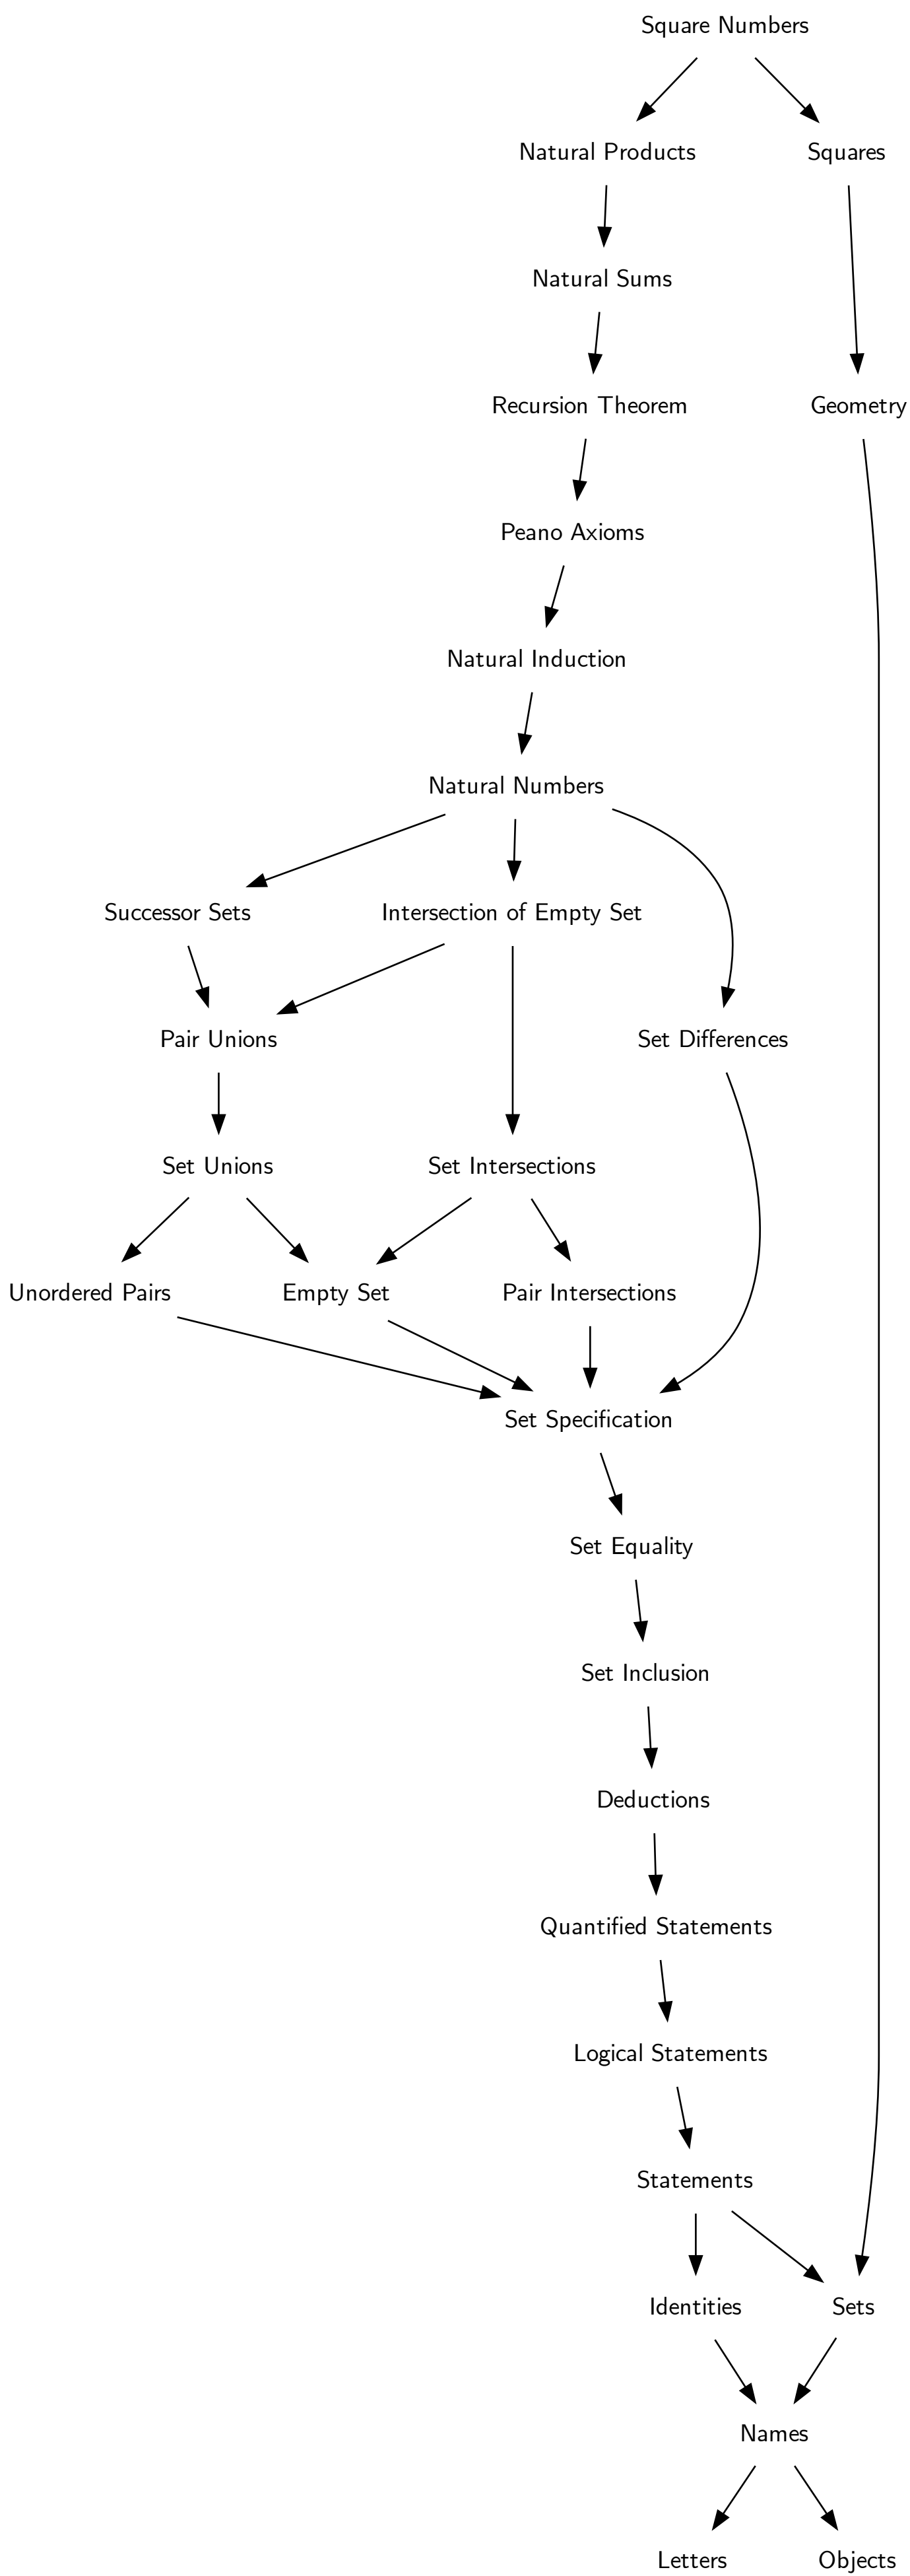 Square Numbers
Natural Products
Squares
Natural Sums
Recursion Theorem
Geometry
Peano Axioms
Natural Induction
Natural Numbers
Successor Sets
Intersection of Empty Set
Pair Unions
Set Differences
Set Unions
Set Intersections
Unordered Pairs
Empty Set
Pair Intersections
Set Specification
Set Equality
Set Inclusion
Deductions
Quantified Statements
Logical Statements
Statements
Identities
Sets
Names
Letters
Objects